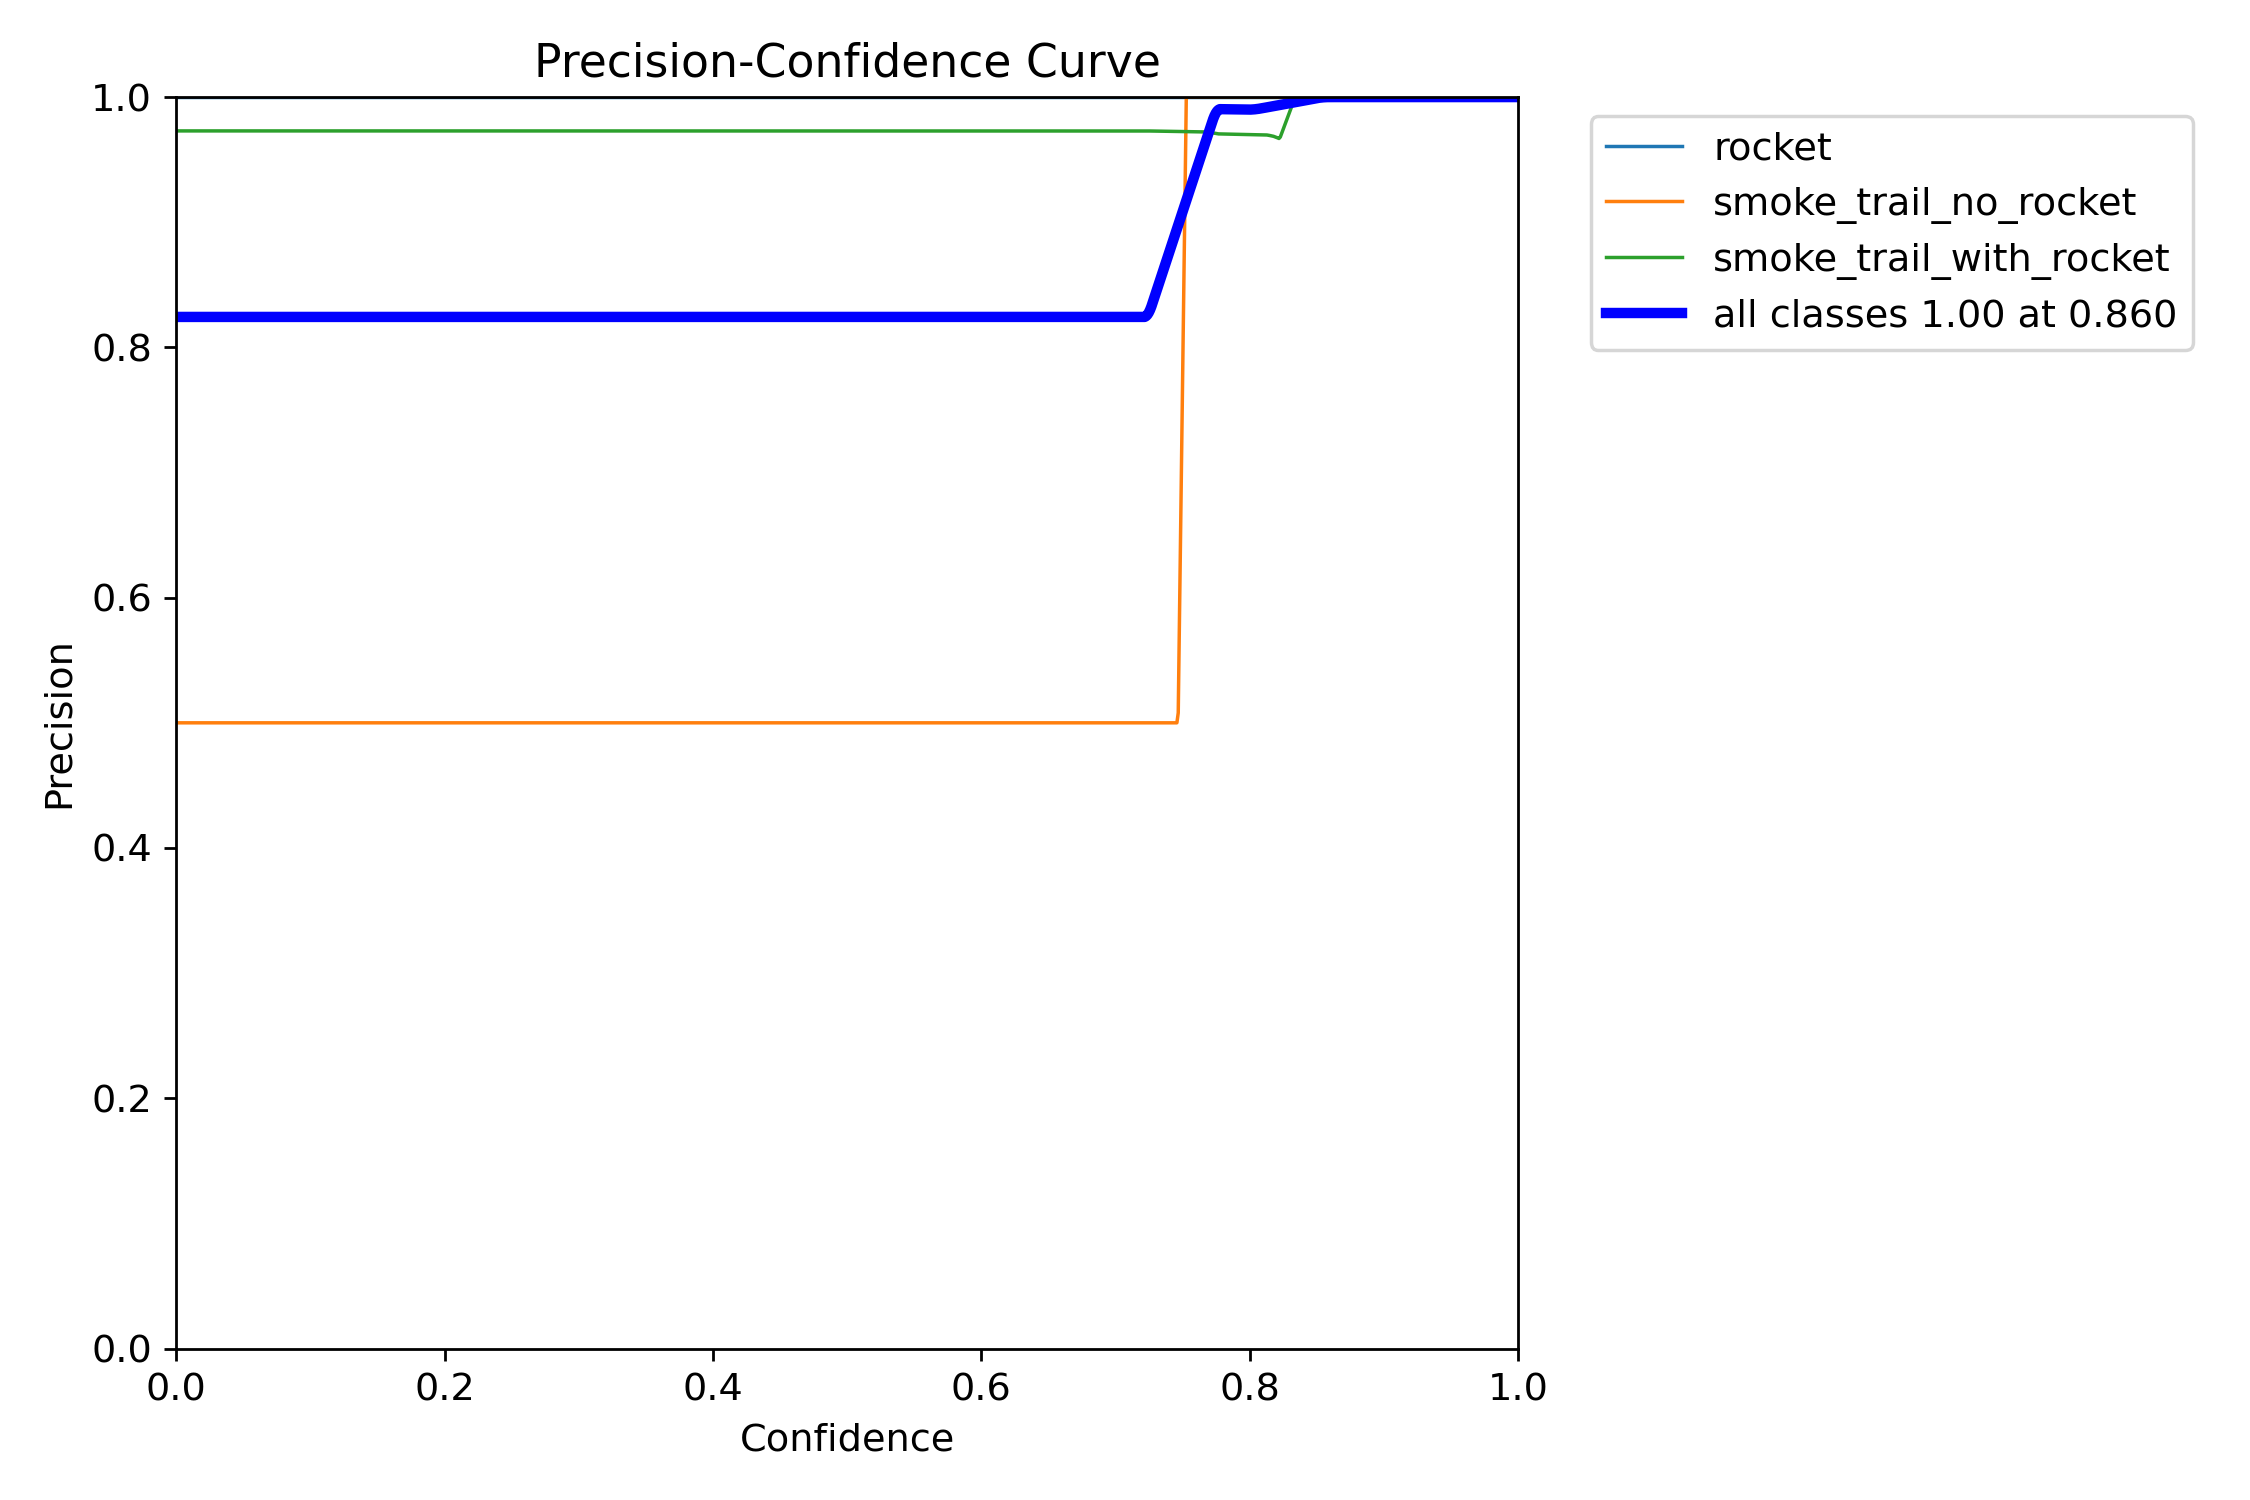 Precision-Confidence Curve
1.0
0.8
0.6
0.4
0.2
0.0
Precision
0.0 0.2 0.4 0.6 0.8 1.0
Confidence
rocket
smoke_trail_no_rocket
smoke_trail_with_rocket
all classes 1.00 at 0.860